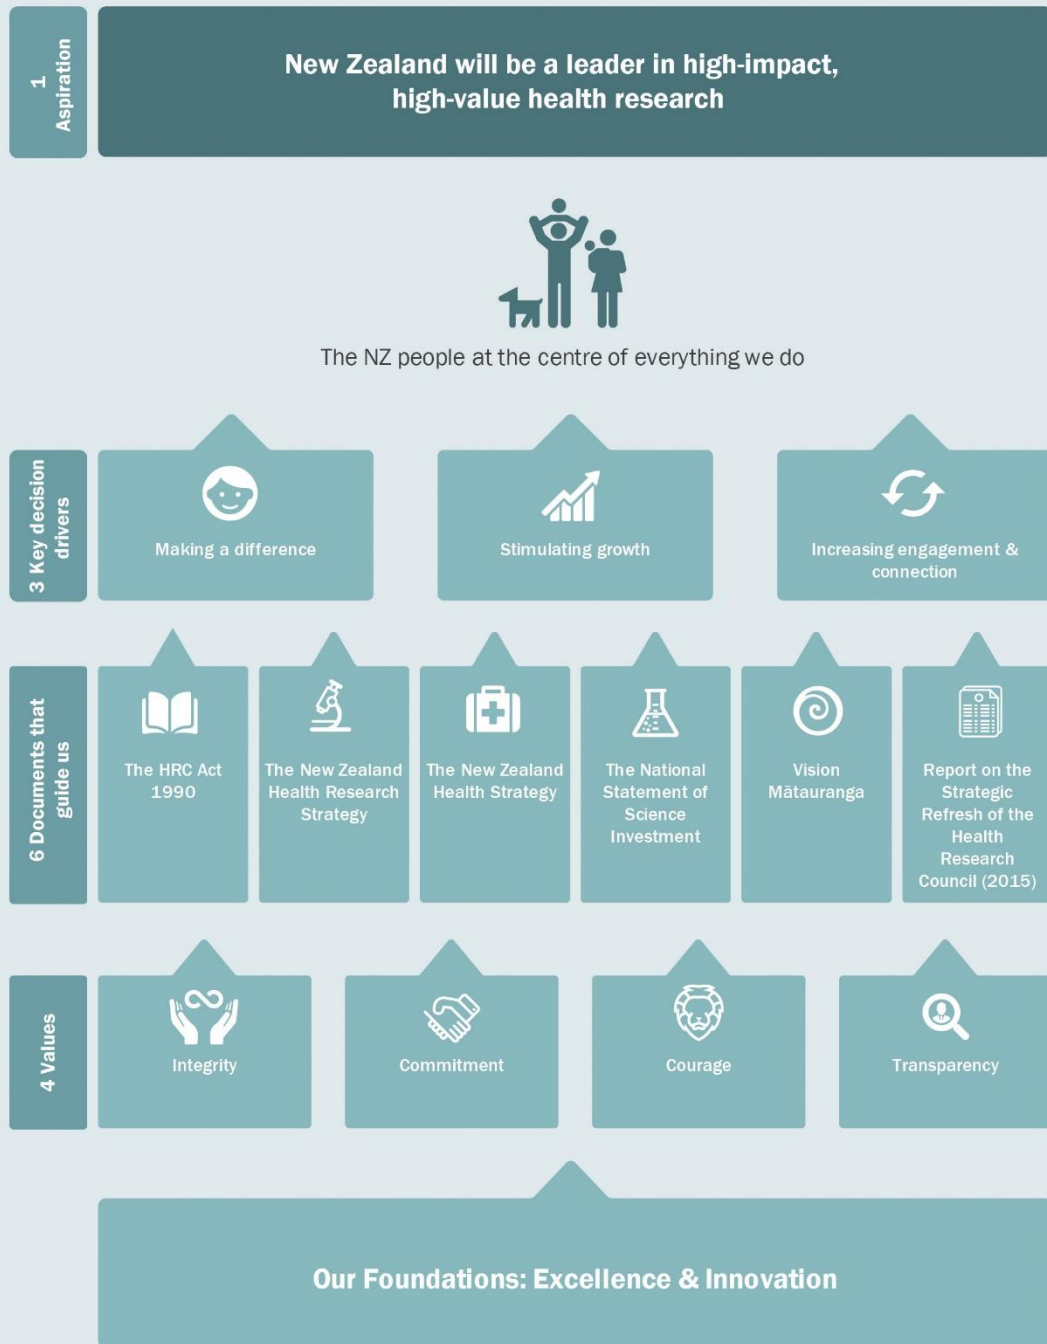 1
Aspiration
New Zealand will be a leader in high-impact,
high-value health research
The NZ people at the centre of everything we do
3 Key decision
drivers
Making a difference
Stimulating growth
Increasing engagement &
connection
6 Documents that
guide us
The HRC Act
1990
The New Zealand
Health Research
Strategy
The New Zealand
Health Strategy
The National
Statement of
Science
Investment
Vision
Mātauranga
Report on the
Strategic
Refresh of the
Health
Research
Council (2015)
4 Values
Integrity
Commitment
Courage
Transparency
Our Foundations: Excellence & Innovation